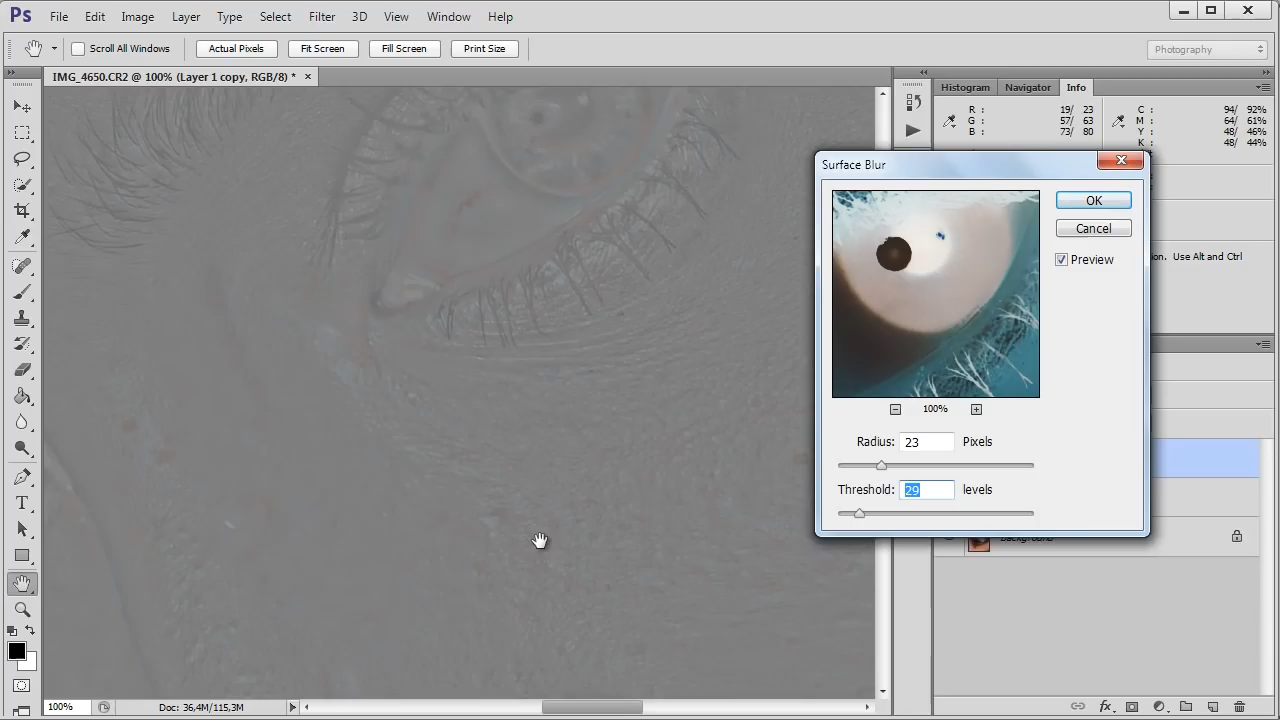 Ps File Edit Image Layer Type Select Filter 3D View Window Help
Scroll All Windows Actual Pixels Fit Screen Fill Screen Print Size Photography
IMG_4650.CR2 @ 100% (Layer 1 copy, RGB/8) * ×
Histogram Navigator Info
R : 19/ 23 C : 94/ 92%
G : 57/ 63 M : 64/ 61%
B : 73/ 80 Y : 48/ 46%
K : 48/ 44%
Surface Blur
OK
Cancel
Preview
on. Use Alt and Ctrl
100%
Radius: 23 Pixels
Threshold: 29 levels
Background
T
fx
100% Doc: 36,4M/115,3M